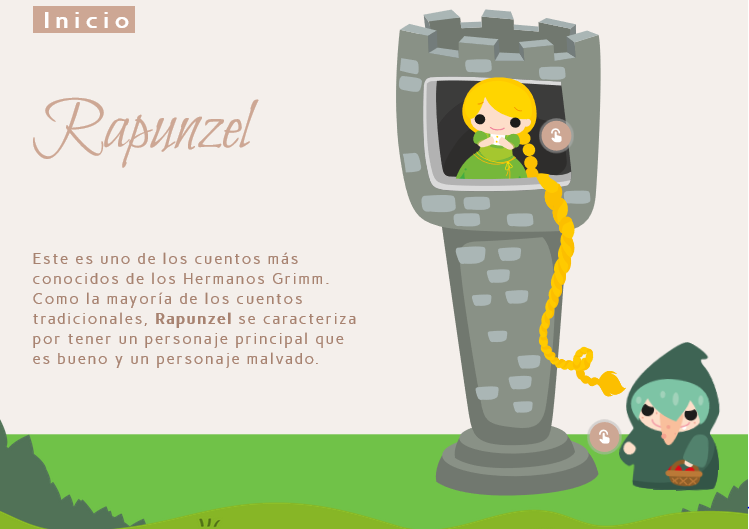 Inicio
Rapunzel
Este es uno de los cuentos más
conocidos de los Hermanos Grimm.
Como la mayoría de los cuentos
tradicionales, Rapunzel se caracteriza
por tener un personaje principal que
es bueno y un personaje malvado.